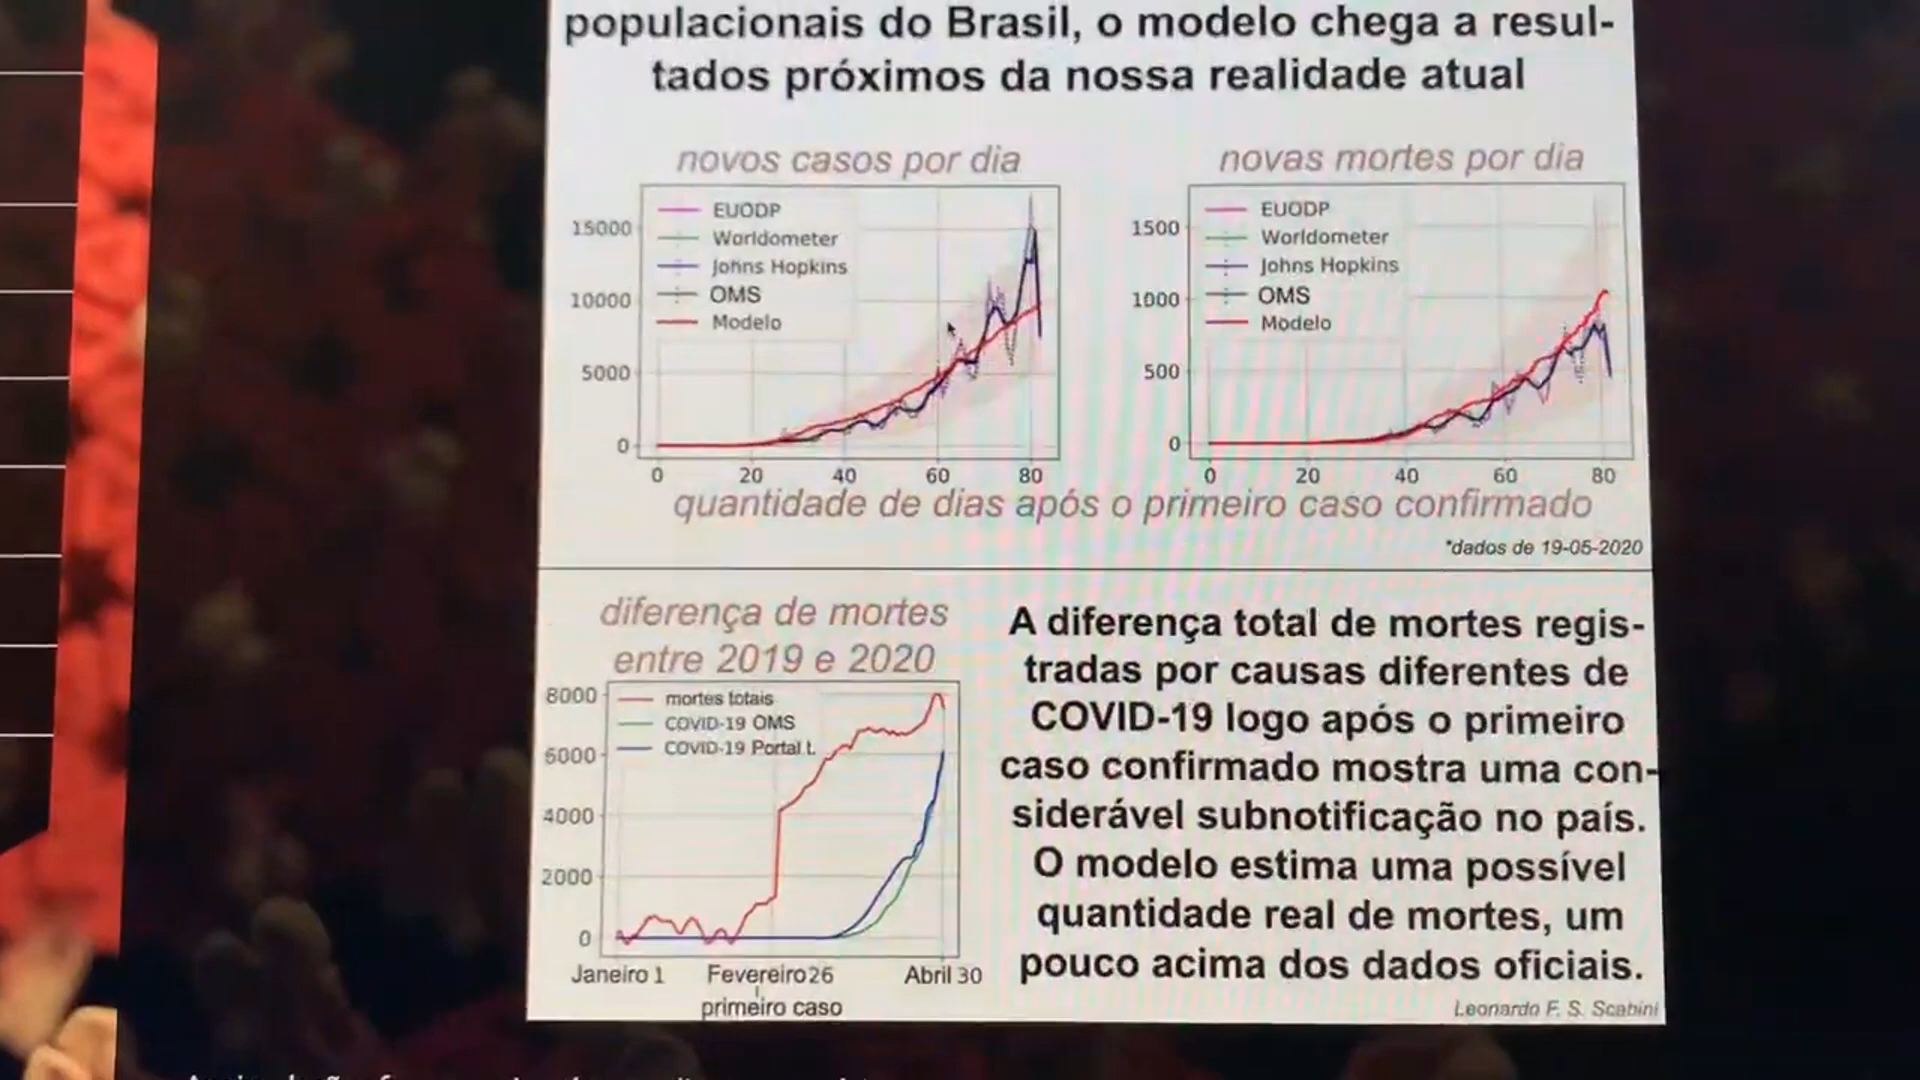 populacionais do Brasil, o modelo chega a resul-
tados próximos da nossa realidade atual
novos casos por dia
15000
10000
5000
0
EUODP
Worldometer
Johns Hopkins
OMS
Modelo
0 20 40 60 80
novas mortes por dia
1500
1000
500
0
EUODP
Worldometer
Johns Hopkins
OMS
Modelo
0 20 40 60 80
quantidade de dias após o primeiro caso confirmado
*dados de 19-05-2020
diferença de mortes
entre 2019 e 2020
8000
6000
4000
2000
0
mortes totais
COVID-19 OMS
COVID-19 Portal t.
Janeiro 1 Fevereiro 26 Abril 30
primeiro caso
A diferença total de mortes regis-
tradas por causas diferentes de
COVID-19 logo após o primeiro
caso confirmado mostra uma con-
siderável subnotificação no país.
O modelo estima uma possível
quantidade real de mortes, um
pouco acima dos dados oficiais.
Leonardo F. S. Scabini